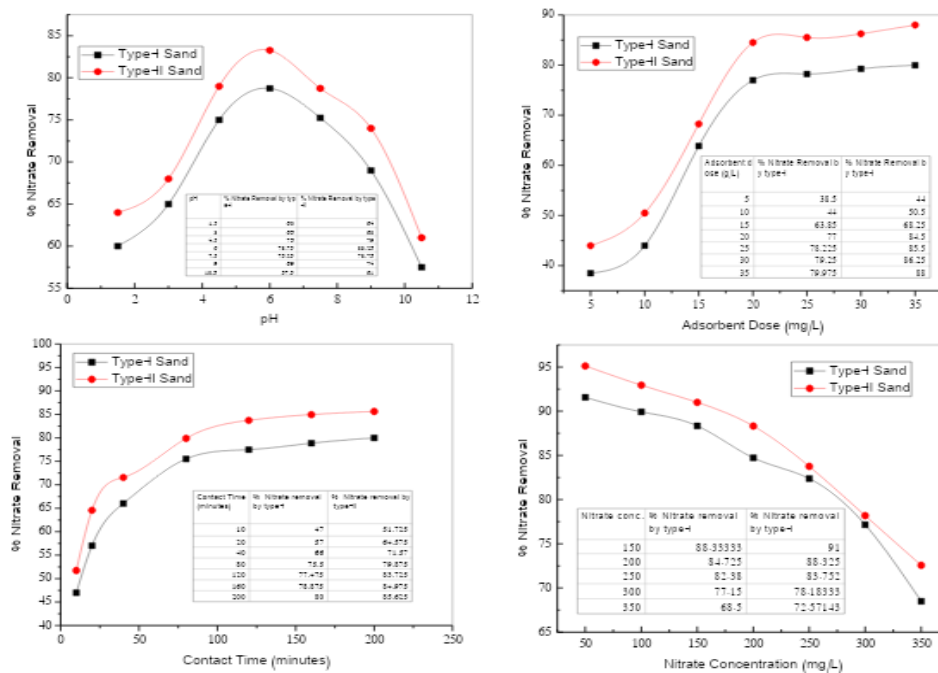 Type-I Sand
Type-II Sand
% Nitrate Removal
85
80
75
70
65
60
55
0 2 4 6 8 10 12
pH
pH % Nitrate Removal by type-I % Nitrate Removal by type-II
Type-I Sand
Type-II Sand
% Nitrate Removal
90
80
60
40
5 10 15 20 25 30 35
Adsorbent Dose (mg/L)
Adsorbent d % Nitrate Removal b % Nitrate Removal b
ose (g/L) y type-I y type-I
5 38.5 44
10 44 50.5
15 63.85 68.25
20 77 84.5
25 78.225 85.5
30 79.25 86.25
35 79.975 88
Type-I Sand
Type-II Sand
% Nitrate Removal
100
95
90
85
80
75
70
65
60
55
50
45
40
0 50 100 150 200 250
Contact Time (minutes)
Contact Time % Nitrate removal % Nitrate removal by
(minutes) by type-I type-II
10 47 51.725
20 57 64.575
40 66 71.57
80 75.5 79.875
120 77.475 83.725
160 78.875 84.975
200 80 85.625
Type-I Sand
Type-II Sand
% Nitrate Removal
95
90
85
80
75
70
65
50 100 150 200 250 300 350 400
Nitrate Concentration (mg/L)
Nitrate conc. % Nitrate removal % Nitrate removal
by type-I by type-I
150 88-33333 91
200 84-725 88-325
250 82-38 83-752
300 77-15 78-18333
350 68-5 72-57143